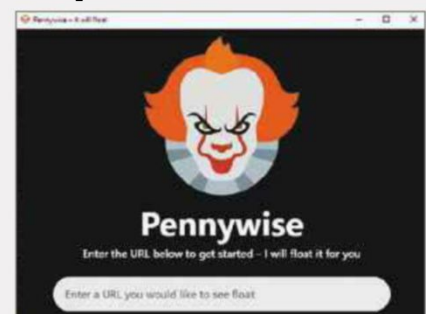 Pennywise - I will float
Pennywise
Enter the URL below to get started – I will float it for you
Enter a URL you would like to see float